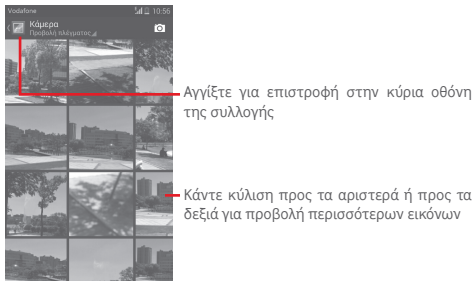 Vodafone 10:56
Κάμερα
Προβολή πλέγματος
Αγγίξτε για επιστροφή στην κύρια οθόνη
της συλλογής
Κάντε κύλιση προς τα αριστερά ή προς τα
δεξιά για προβολή περισσότερων εικόνων